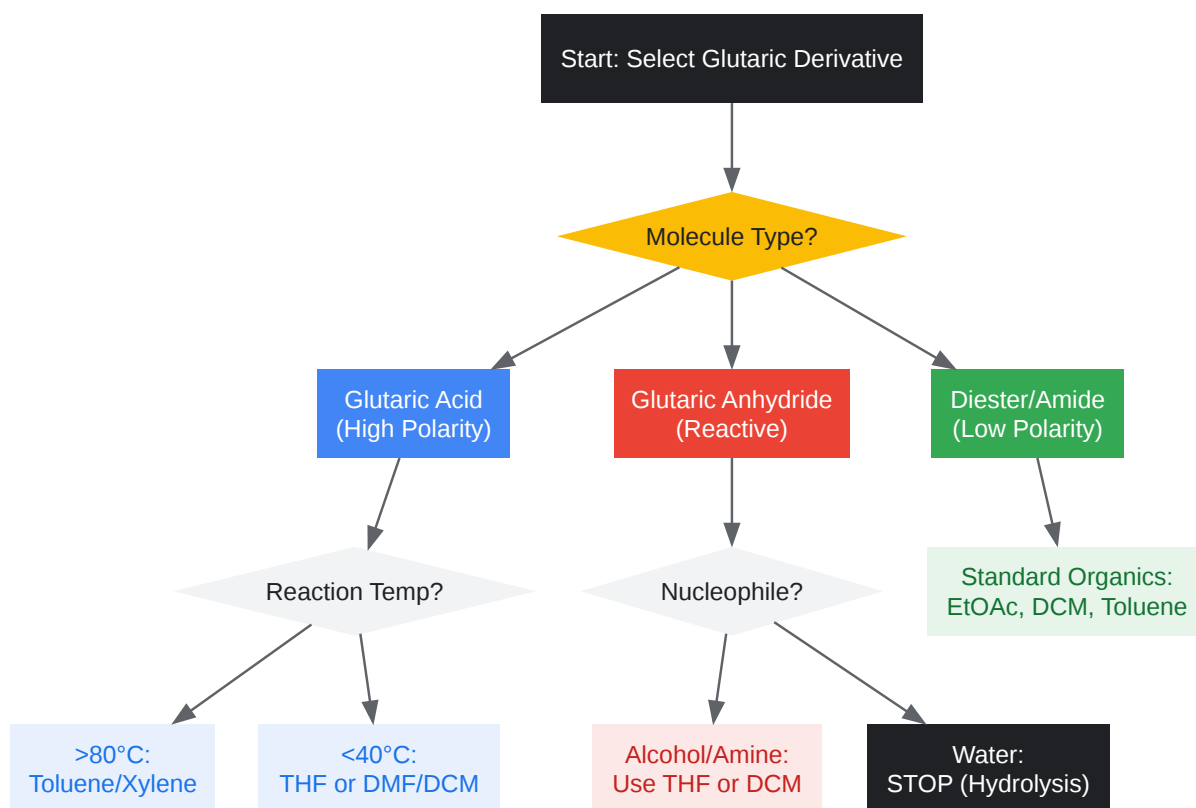 Start: Select Glutaric Derivative
Molecule Type?
Glutaric Acid
(High Polarity)
Glutaric Anhydride
(Reactive)
Diester/Amide
(Low Polarity)
Reaction Temp?
Nucleophile?
Standard Organics:
EtOAc, DCM, Toluene
>80°C:
Toluene/Xylene
<40°C:
THF or DMF/DCM
Alcohol/Amine:
Use THF or DCM
Water:
STOP (Hydrolysis)